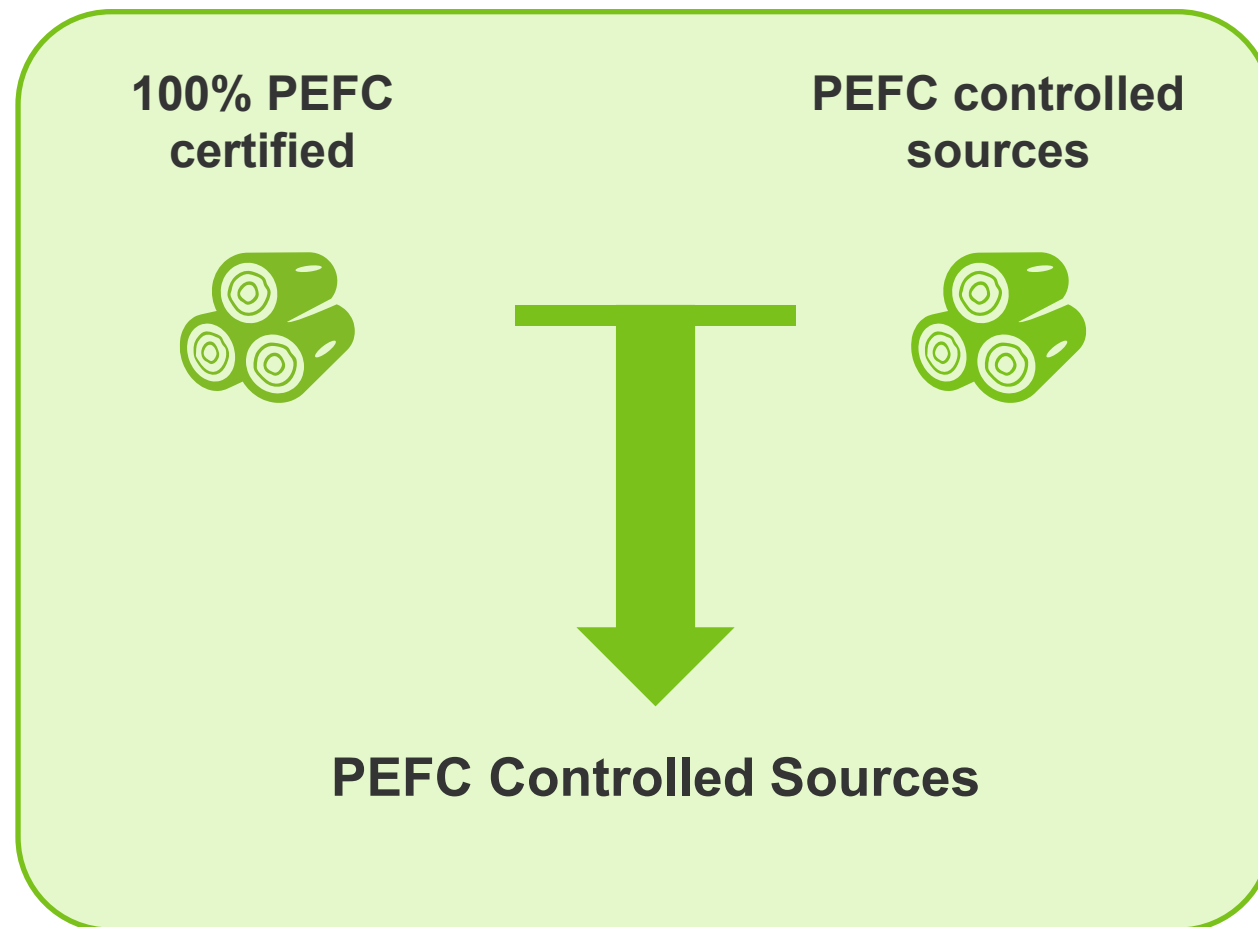 100% PEFC
certified
PEFC controlled
sources
PEFC Controlled Sources